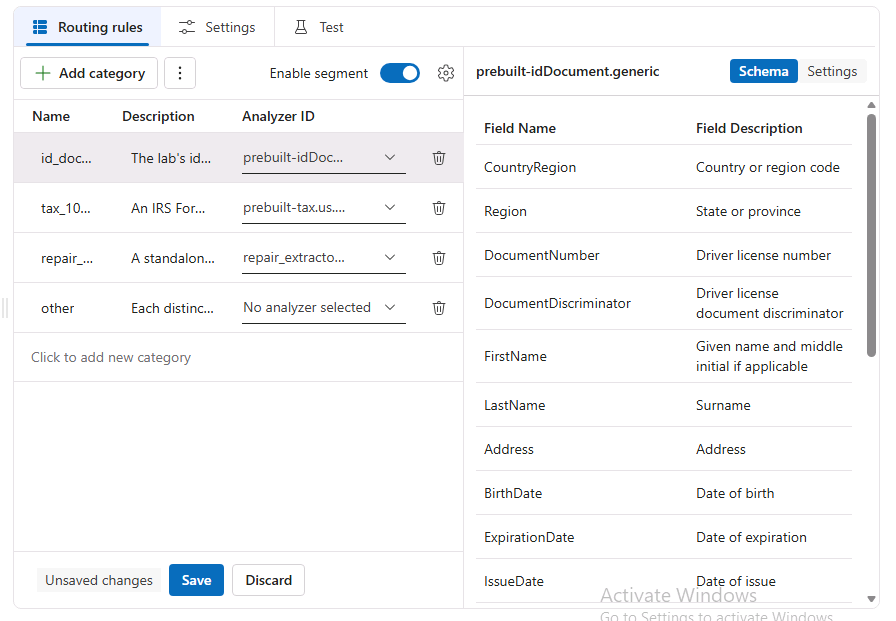 Routing rules Settings Test
Add category Enable segment
Name Description Analyzer ID
id_doc... The lab's id... prebuilt-idDoc...
tax_10... An IRS For... prebuilt-tax.us....
repair_... A standalon... repair_extracto...
other Each distinc... No analyzer selected
Click to add new category
Unsaved changes Save Discard
prebuilt-idDocument.generic Schema Settings
Field Name Field Description
CountryRegion Country or region code
Region State or province
DocumentNumber Driver license number
DocumentDiscriminator Driver license
document discriminator
FirstName Given name and middle
initial if applicable
LastName Surname
Address Address
BirthDate Date of birth
ExpirationDate Date of expiration
IssueDate Date of issue
Activate Windows
Go to Settings to activate Windows.